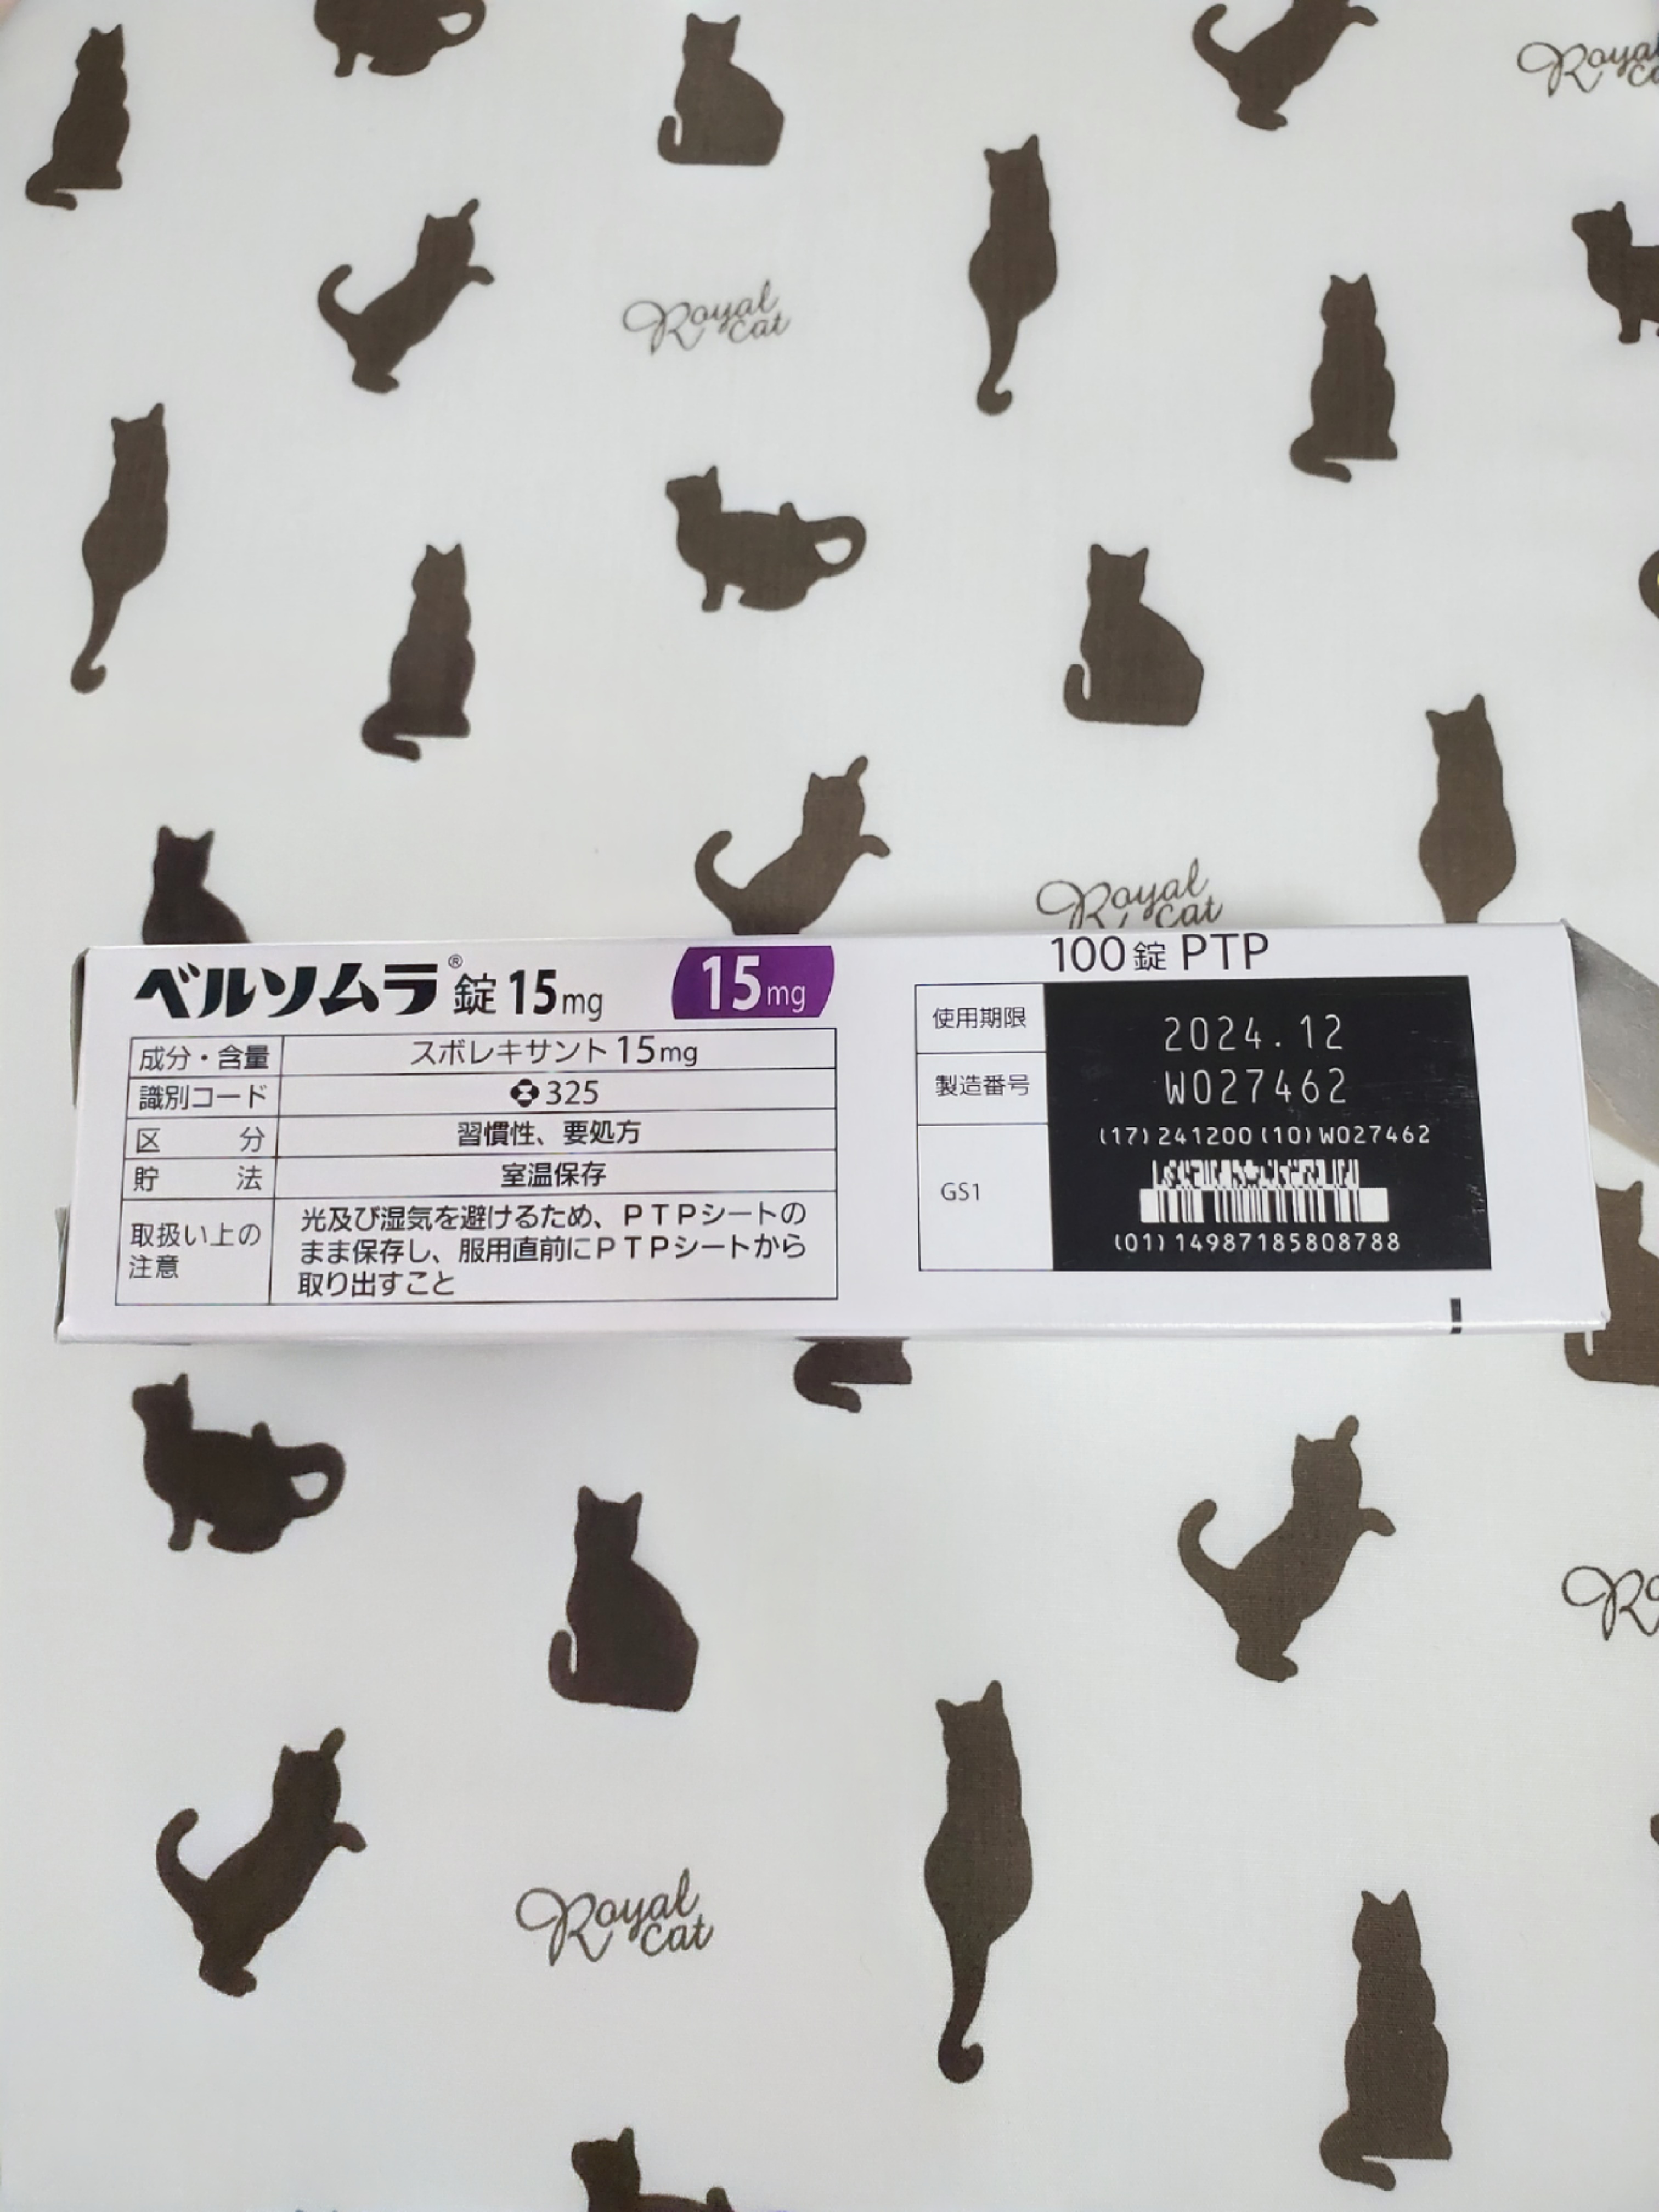 Royal
Royal
cat
Royal
cat
ベルソムラ® 錠 15mg
15mg
成分・含量 スボレキサント 15mg
識別コード 325
区分 習慣性、要処方
貯法 室温保存
取扱い上の
注意
光及び湿気を避けるため、PTPシートの
まま保存し、服用直前にPTPシートから
取り出すこと
100錠 PTP
使用期限 2024.12
製造番号 W027462
GS1
(17)241200(10)W027462
(01)14987185808788
Royal
cat